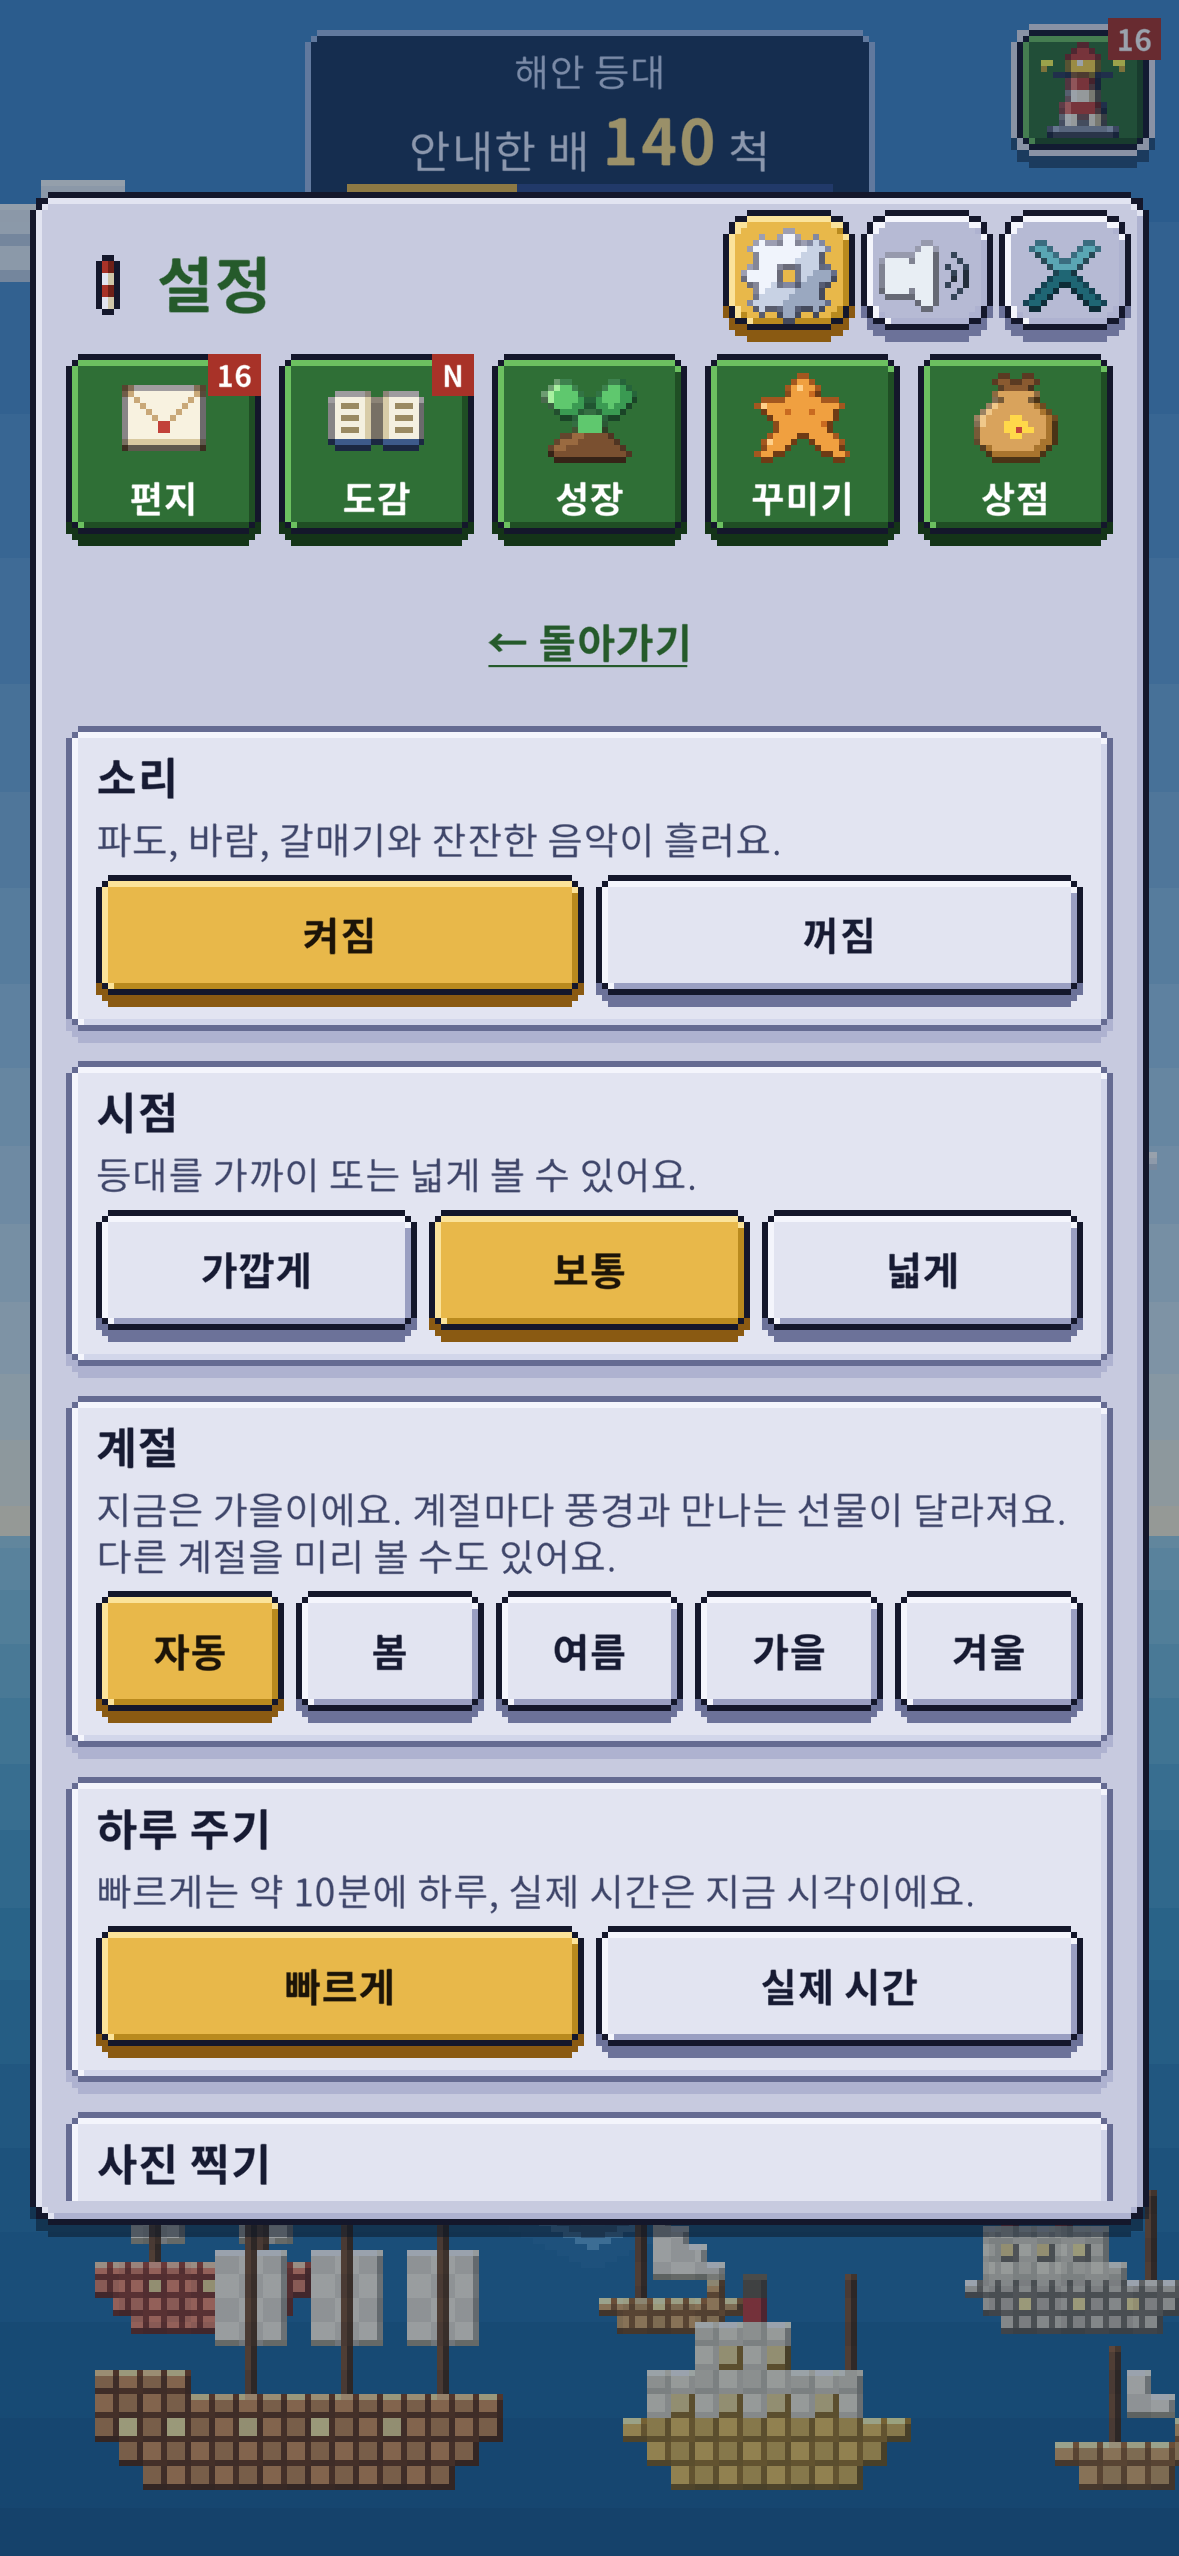 해안 등대
16
안내한 배 140 척
설정
16
N
편지
도감
성장
꾸미기
상점
← 돌아가기
소리
파도, 바람, 갈매기와 잔잔한 음악이 흘러요.
켜짐
꺼짐
시점
등대를 가까이 또는 넓게 볼 수 있어요.
가깝게
보통
넓게
계절
지금은 가을이에요. 계절마다 풍경과 만나는 선물이 달라져요.
다른 계절을 미리 볼 수도 있어요.
자동
봄
여름
가을
겨울
하루 주기
빠르게는 약 10분에 하루, 실제 시간은 지금 시각이에요.
빠르게
실제 시간
사진 찍기